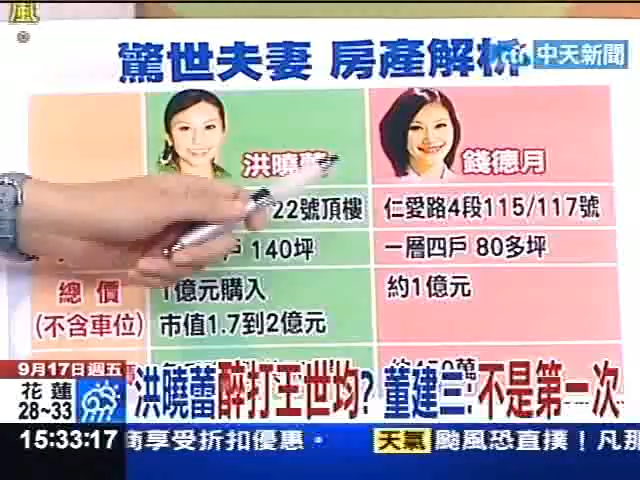 風
驚世夫妻 房產解析
中天新聞
洪曉蕾
錢德月
22號頂樓
仁愛路4段115/117號
戶 140坪
一層四戶 80多坪
總價
(不含車位)
1億元購入
市值1.7到2億元
約1億元
9月17日週五
花蓮
28~33
洪曉蕾醉打王世均? 董建三:不是第一次
15:33:17
享受折扣優惠。
天氣
颱風恐直撲!凡那